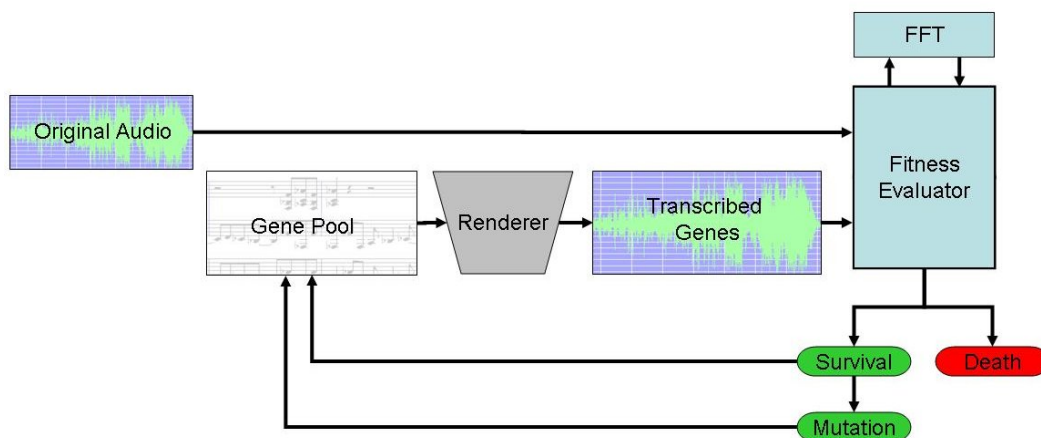 FFT
Original Audio
Fitness
Evaluator
Gene Pool
Renderer
Transcribed
Genes
Survival
Death
Mutation